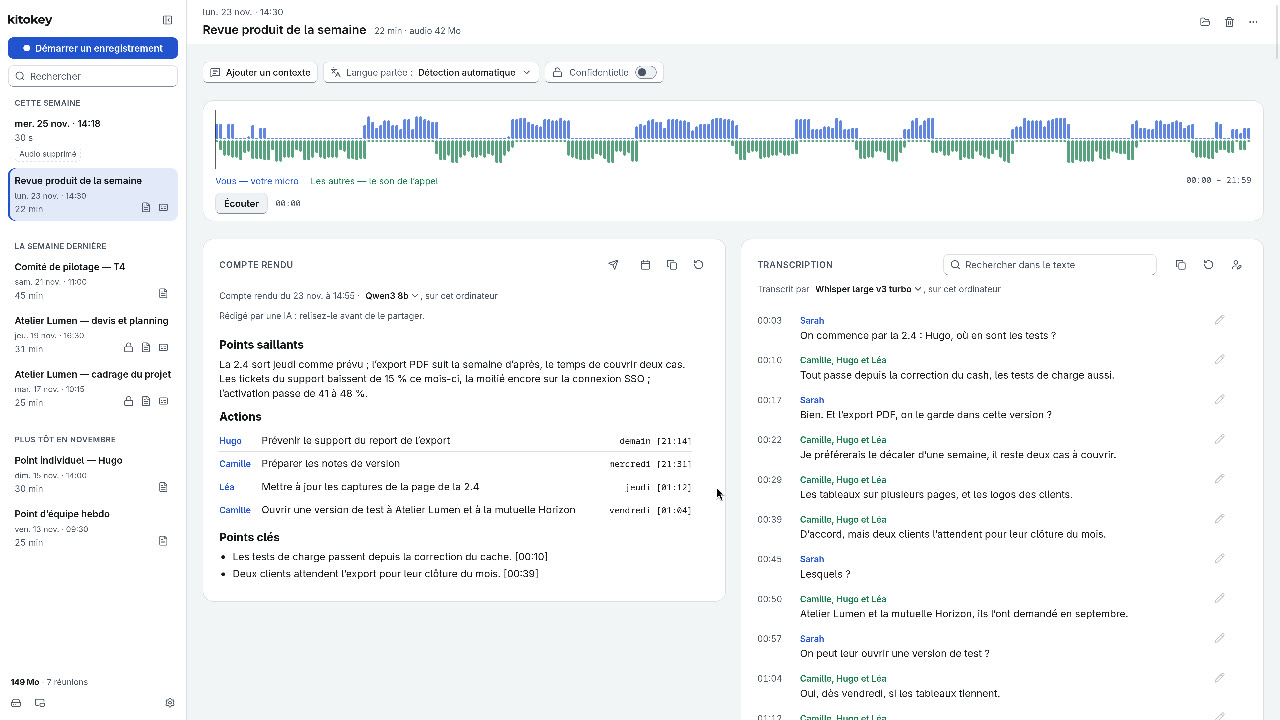 kitokey
Démarrer un enregistrement
Rechercher
CETTE SEMAINE
mer. 25 nov. · 14:18
30 s
Audio supprimé
Revue produit de la semaine
lun. 23 nov. · 14:30
22 min
LA SEMAINE DERNIÈRE
Comité de pilotage — T4
sam. 21 nov. · 11:00
45 min
Atelier Lumen — devis et planning
jeu. 19 nov. · 16:30
31 min
Atelier Lumen — cadrage du projet
mar. 17 nov. · 10:15
25 min
PLUS TÔT EN NOVEMBRE
Point individuel — Hugo
dim. 15 nov. · 14:00
30 min
Point d'équipe hebdo
ven. 13 nov. · 09:30
25 min
149 Mo · 7 réunions
lun. 23 nov. · 14:30
Revue produit de la semaine 22 min · audio 42 Mo
Ajouter un contexte
Langue parlée : Détection automatique
Confidentielle
Vous — votre micro Les autres — le son de l'appel
00:00 – 21:59
Écouter 00:00
COMPTE RENDU
Compte rendu du 23 nov. à 14:55 · Qwen3 8b , sur cet ordinateur
Rédigé par une IA : relisez-le avant de partager.
Points saillants
La 2.4 sort jeudi comme prévu ; l'export PDF suit la semaine d'après, le temps de couvrir deux cas.
Les tickets du support baissent de 15 % ce mois-ci, la moitié encore sur la connexion SSO ;
l'activation passe de 41 à 48 %.
Actions
Hugo Prévenir le support du report de l'export demain [21:14]
Camille Préparer les notes de version mercredi [21:31]
Léa Mettre à jour les captures de la page de la 2.4 jeudi [01:12]
Camille Ouvrir une version de test à Atelier Lumen et à la mutuelle Horizon vendredi [01:04]
Points clés
• Les tests de charge passent depuis la correction du cache. [00:10]
• Deux clients attendent l'export pour leur clôture du mois. [00:39]
TRANSCRIPTION
Rechercher dans le texte
Transcrit par Whisper large v3 turbo , sur cet ordinateur
00:03 Sarah
On commence par la 2.4 : Hugo, où en sont les tests ?
00:10 Camille, Hugo et Léa
Tout passe depuis la correction du cash, les tests de charge aussi.
00:17 Sarah
Bien. Et l'export PDF, on le garde dans cette version ?
00:22 Camille, Hugo et Léa
Je préférerais le décaler d'une semaine, il reste deux cas à couvrir.
00:29 Camille, Hugo et Léa
Les tableaux sur plusieurs pages, et les logos des clients.
00:39 Camille, Hugo et Léa
D'accord, mais deux clients l'attendent pour leur clôture du mois.
00:45 Sarah
Lesquels ?
00:50 Camille, Hugo et Léa
Atelier Lumen et la mutuelle Horizon, ils l'ont demandé en septembre.
00:57 Sarah
On peut leur ouvrir une version de test ?
01:04 Camille, Hugo et Léa
Oui, dès vendredi, si les tableaux tiennent.
01:12 Camille, Hugo et Léa